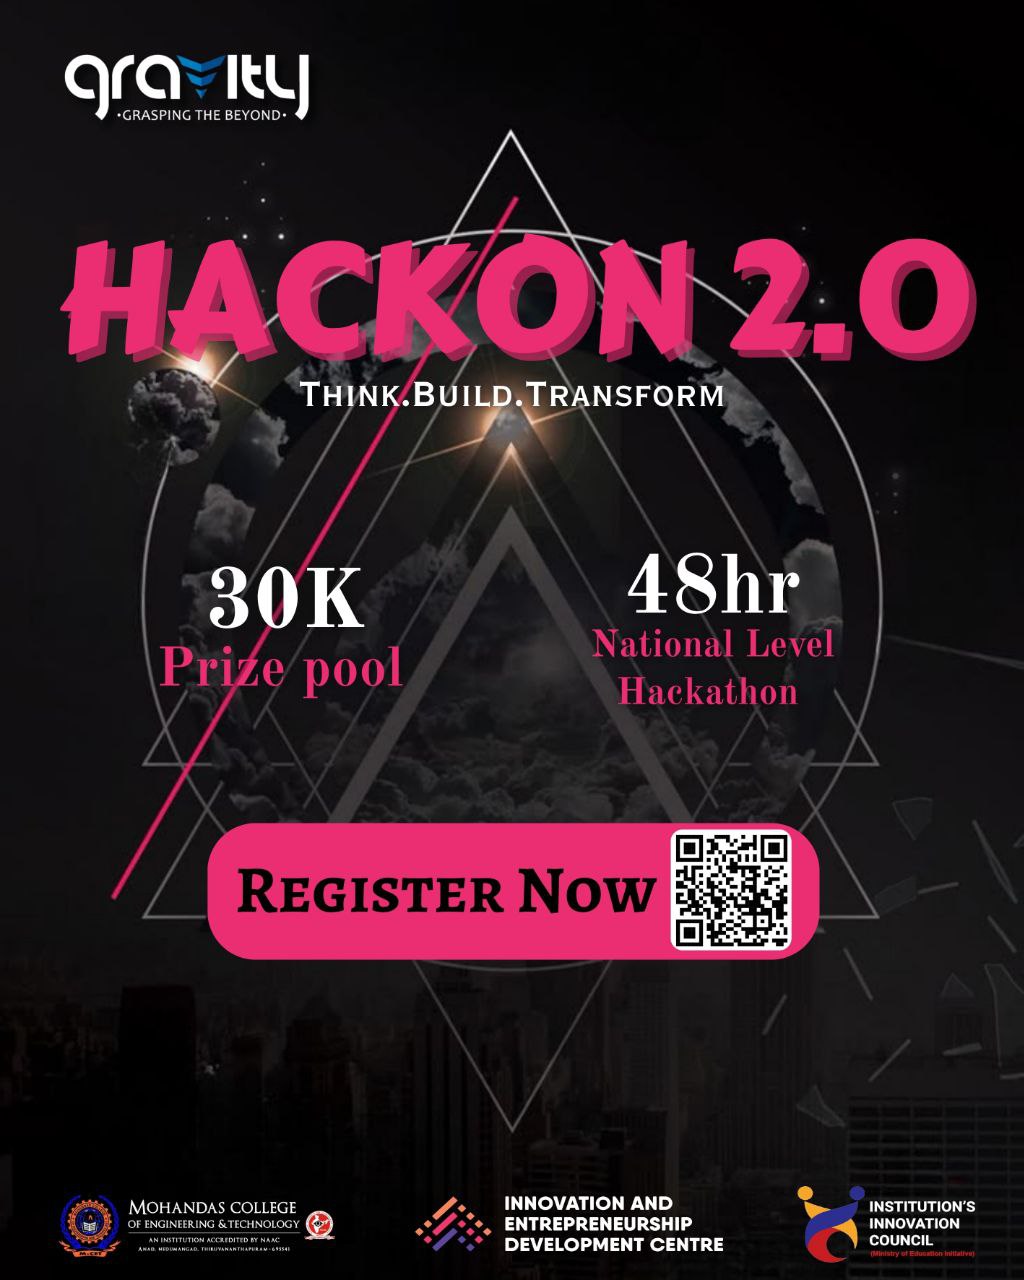 gravity
•GRASPING THE BEYOND•
HACKON 2.0
THINK.BUILD.TRANSFORM
30K
Prize pool
48hr
National Level
Hackathon
REGISTER NOW
MOHANDAS COLLEGE
OF ENGINEERING & TECHNOLOGY
AN INSTITUTION ACCREDITED BY NAAC
ANAD, NEDUMANGAD, THIRUVANANTHAPURAM - 695541
INNOVATION AND
ENTREPRENEURSHIP
DEVELOPMENT CENTRE
INSTITUTION'S
INNOVATION
COUNCIL
(Ministry of Education Initiative)